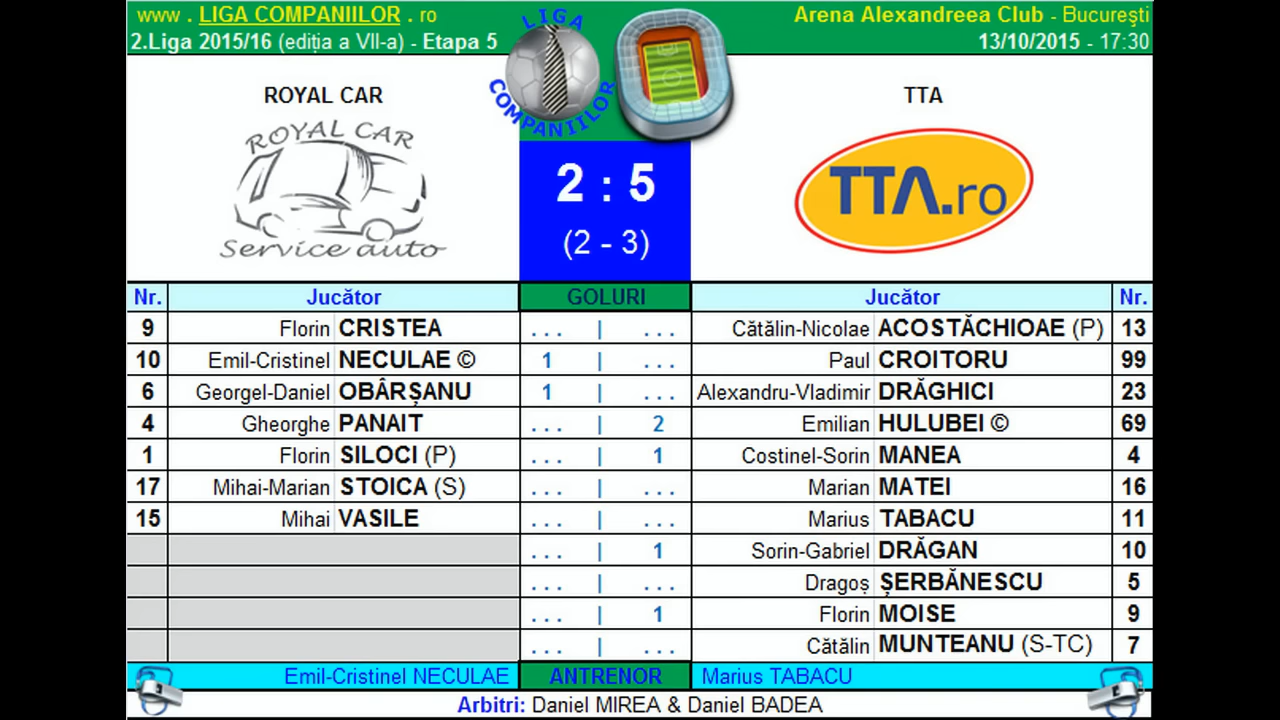 www . LIGA COMPANIILOR . ro
2.Liga 2015/16 (ediția a VII-a) - Etapa 5
LIGA
COMPANIILOR
Arena Alexandreea Club - Bucureşti
13/10/2015 - 17:30
ROYAL CAR
ROYAL CAR
Service auto
2 : 5
(2 - 3)
TTA
TTA.ro
Nr. Jucător GOLURI Jucător Nr.
9 Florin CRISTEA ... | ... Cătălin-Nicolae ACOSTĂCHIOAE (P) 13
10 Emil-Cristinel NECULAE © 1 | ... Paul CROITORU 99
6 Georgel-Daniel OBÂRȘANU 1 | ... Alexandru-Vladimir DRĂGHICI 23
4 Gheorghe PANAIT ... | 2 Emilian HULUBEI © 69
1 Florin SILOCI (P) ... | 1 Costinel-Sorin MANEA 4
17 Mihai-Marian STOICA (S) ... | ... Marian MATEI 16
15 Mihai VASILE ... | ... Marius TABACU 11
... | 1 Sorin-Gabriel DRĂGAN 10
... | ... Dragoș ȘERBĂNESCU 5
... | 1 Florin MOISE 9
... | ... Cătălin MUNTEANU (S-TC) 7
Emil-Cristinel NECULAE ANTRENOR Marius TABACU
Arbitri: Daniel MIREA & Daniel BADEA